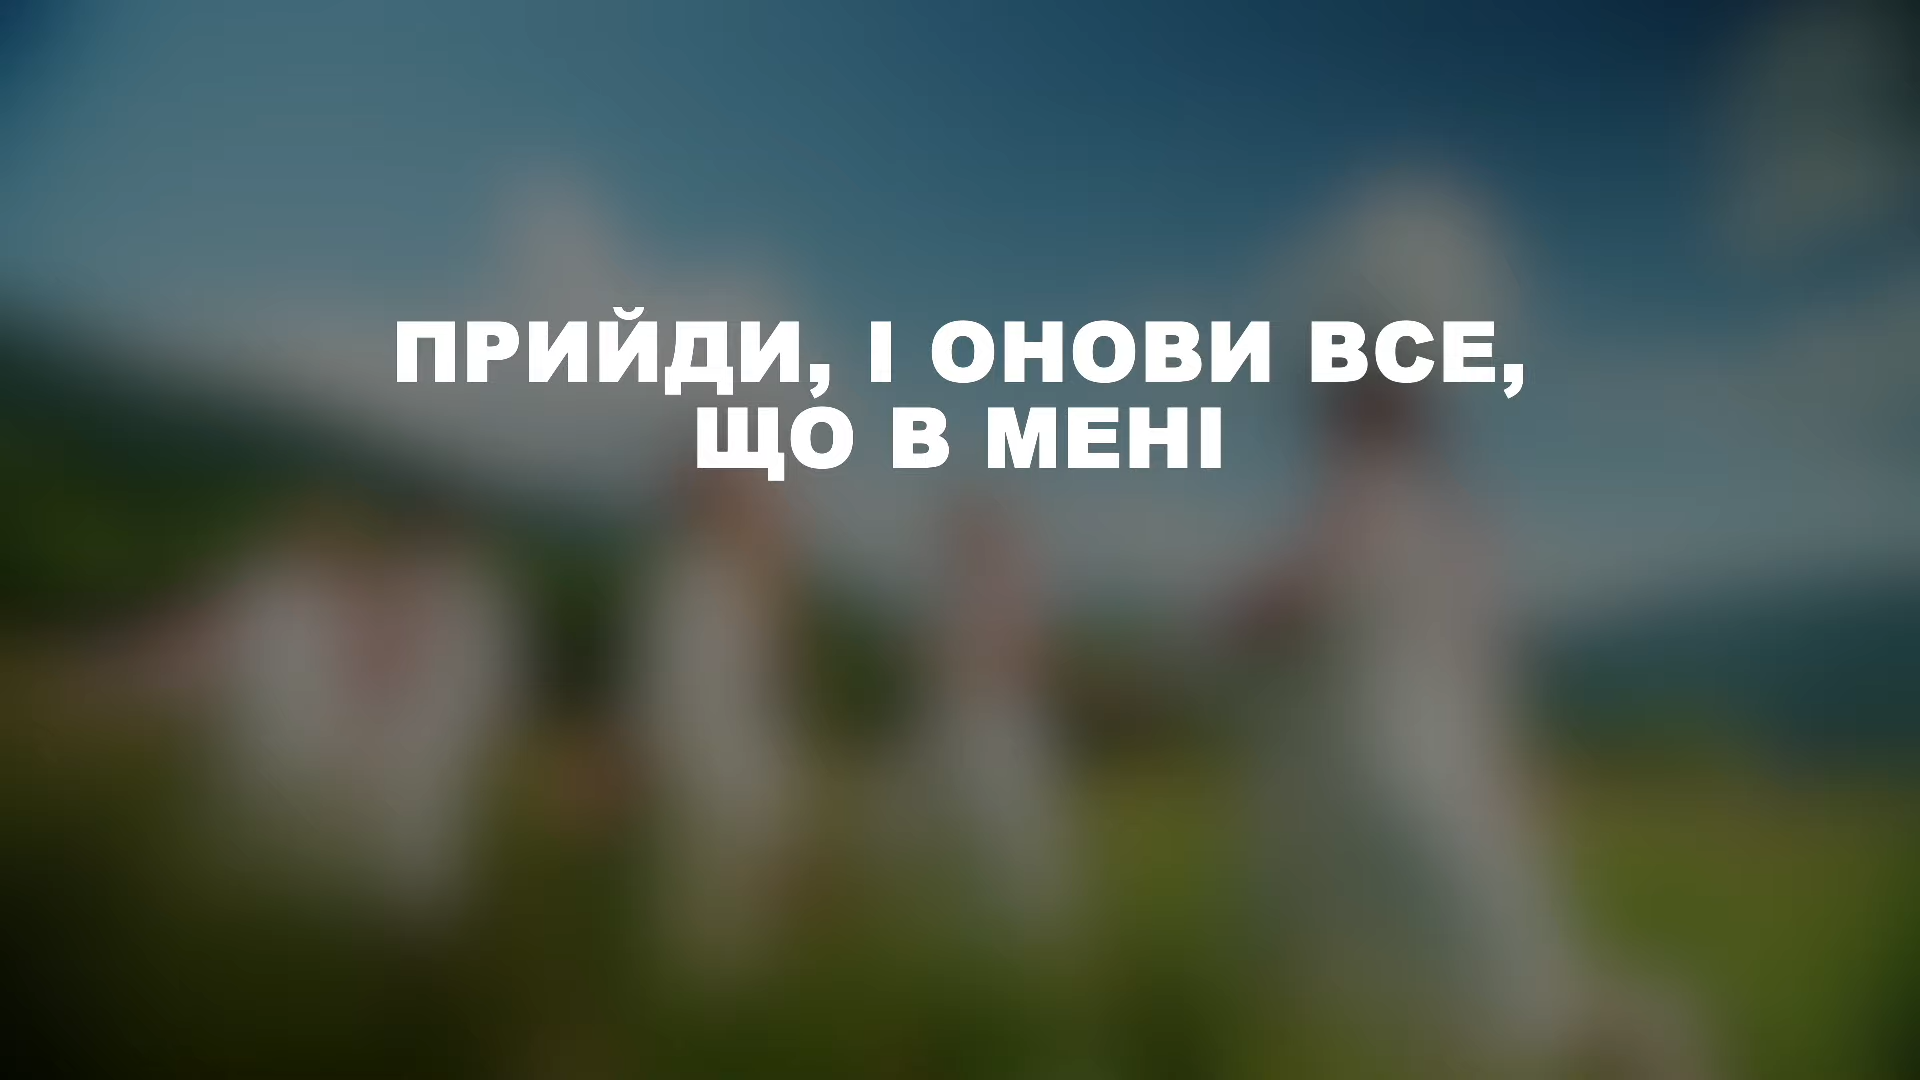 ПРИЙДИ, І ОНОВИ ВСЕ,
ЩО В МЕНІ